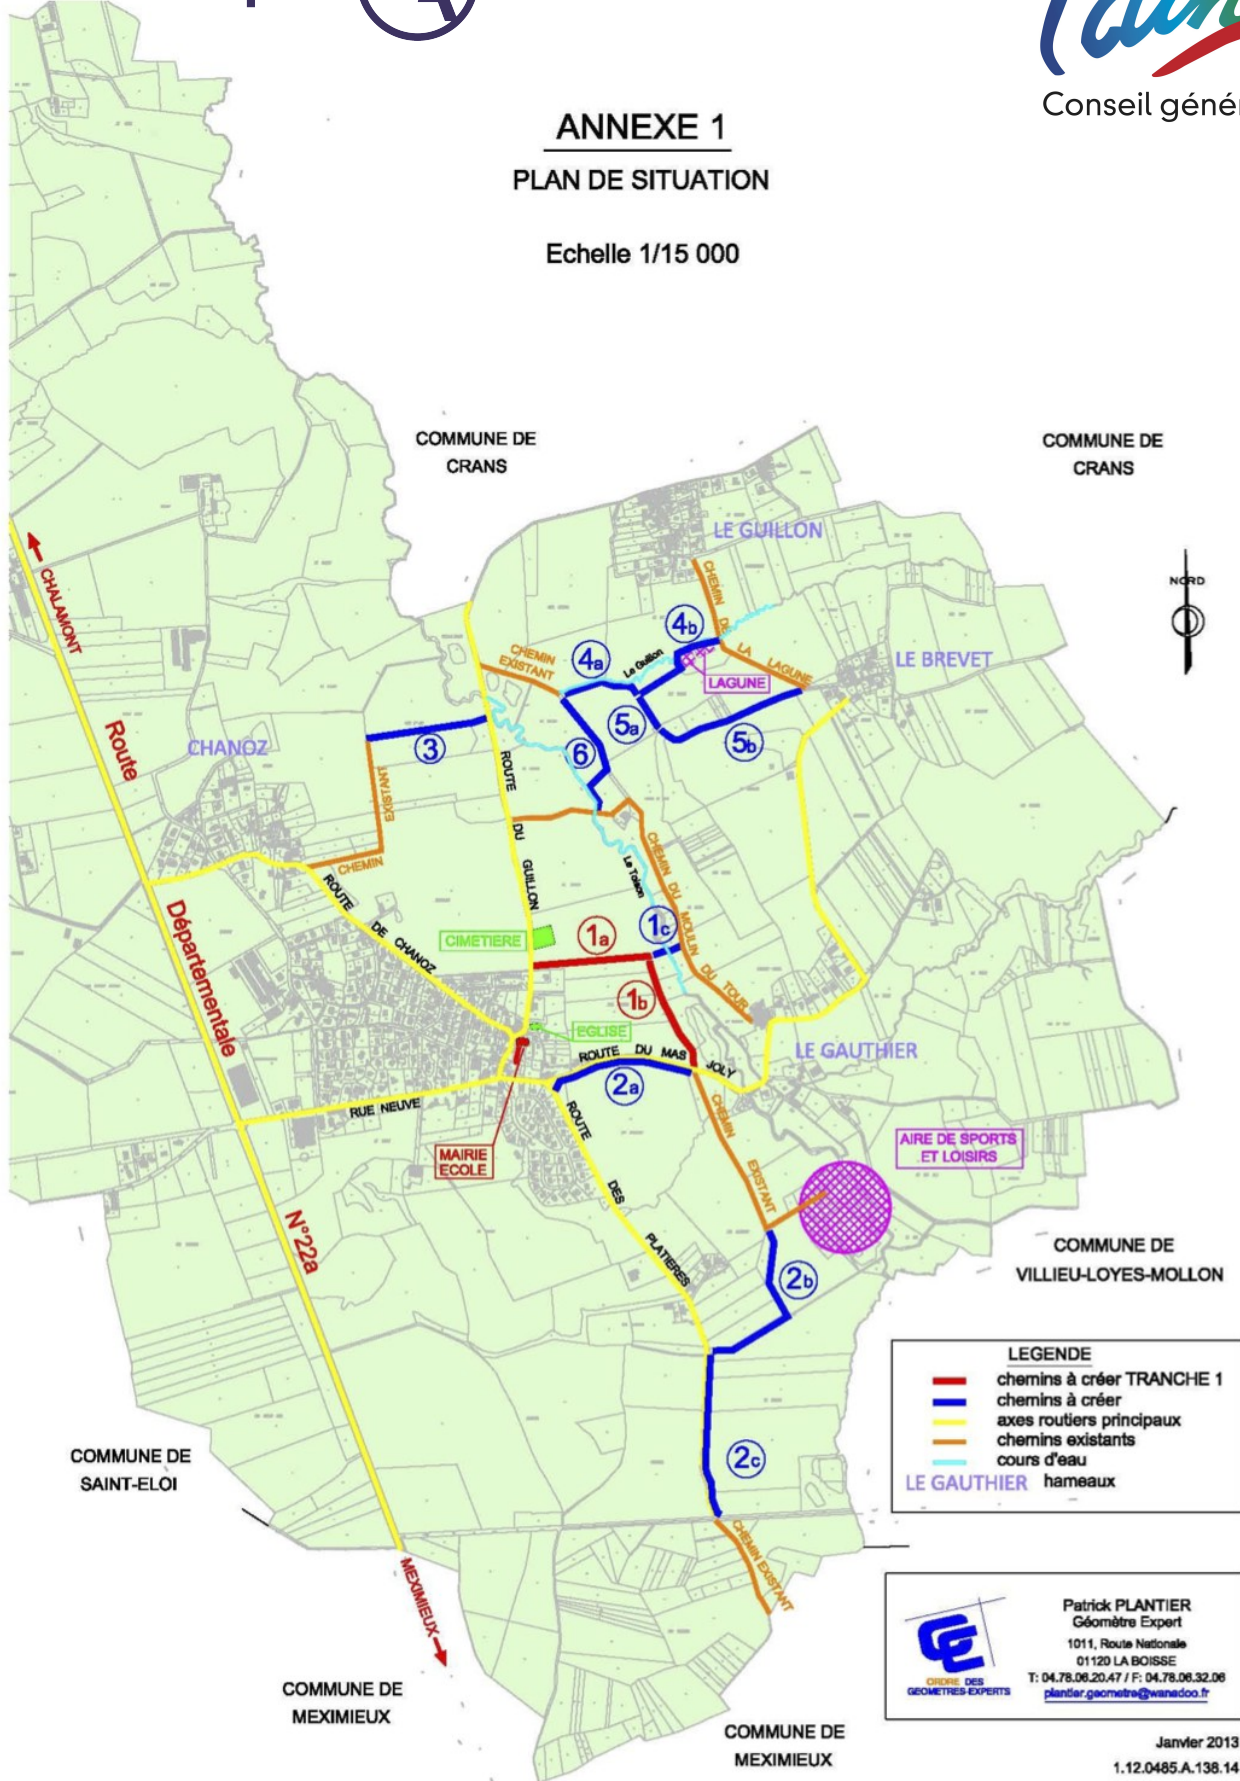 Conseil génér
ANNEXE 1
PLAN DE SITUATION
Echelle 1/15 000
COMMUNE DE
CRANS
COMMUNE DE
CRANS
LE GUILLON
CHALAMONT
NORD
CHEMIN DE LA LAGUNE
4b
4a
CHEMIN
EXISTANT
Le Guillon
LE BREVET
LAGUNE
Route
CHANOZ
3
5a
5b
6
ROUTE DU GUILLON
EXISTANT
CHEMIN
CHEMIN DU MOULIN DU TOUR
Le Toison
ROUTE DE CHANOZ
Départementale
CIMETIERE
1a
1c
1b
EGLISE
ROUTE DU MAS JOLY
LE GAUTHIER
2a
RUE NEUVE
ROUTE DES PLATIERES
CHEMIN EXISTANT
MAIRIE
ECOLE
AIRE DE SPORTS
ET LOISIRS
N°22a
COMMUNE DE
VILLIEU-LOYES-MOLLON
2b
LEGENDE
chemins à créer TRANCHE 1
chemins à créer
axes routiers principaux
chemins existants
cours d'eau
LE GAUTHIER hameaux
2c
COMMUNE DE
SAINT-ELOI
CHEMIN EXISTANT
MEXIMIEUX
ORDRE DES
GEOMETRES-EXPERTS
Patrick PLANTIER
Géomètre Expert
1011, Route Nationale
01120 LA BOISSE
T: 04.78.06.20.47 / F: 04.78.06.32.06
plantier.geometre@wanadoo.fr
COMMUNE DE
MEXIMIEUX
COMMUNE DE
MEXIMIEUX
Janvier 2013
1.12.0485.A.138.14